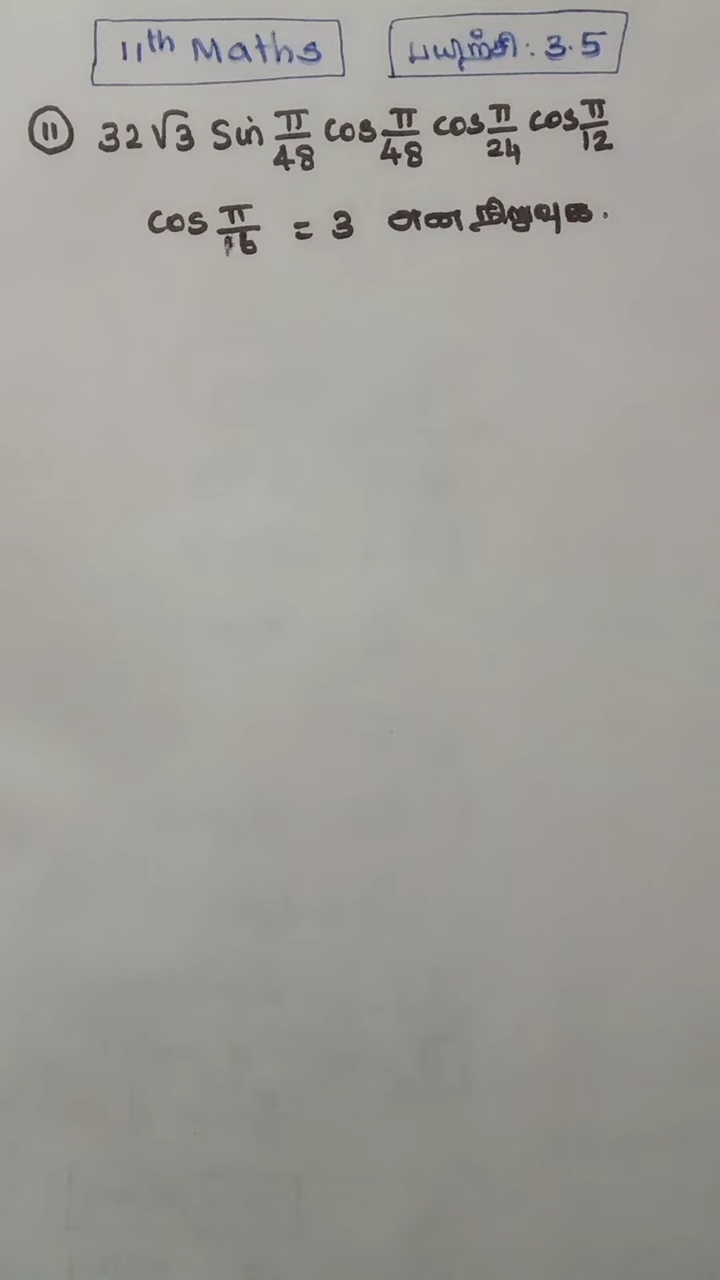 11th Maths பயிற்சி : 3.5
(11) 32√3 Sin π/48 cos π/48 cos π/24 cos π/12
cos π/16 = 3 என நிறுவுக.